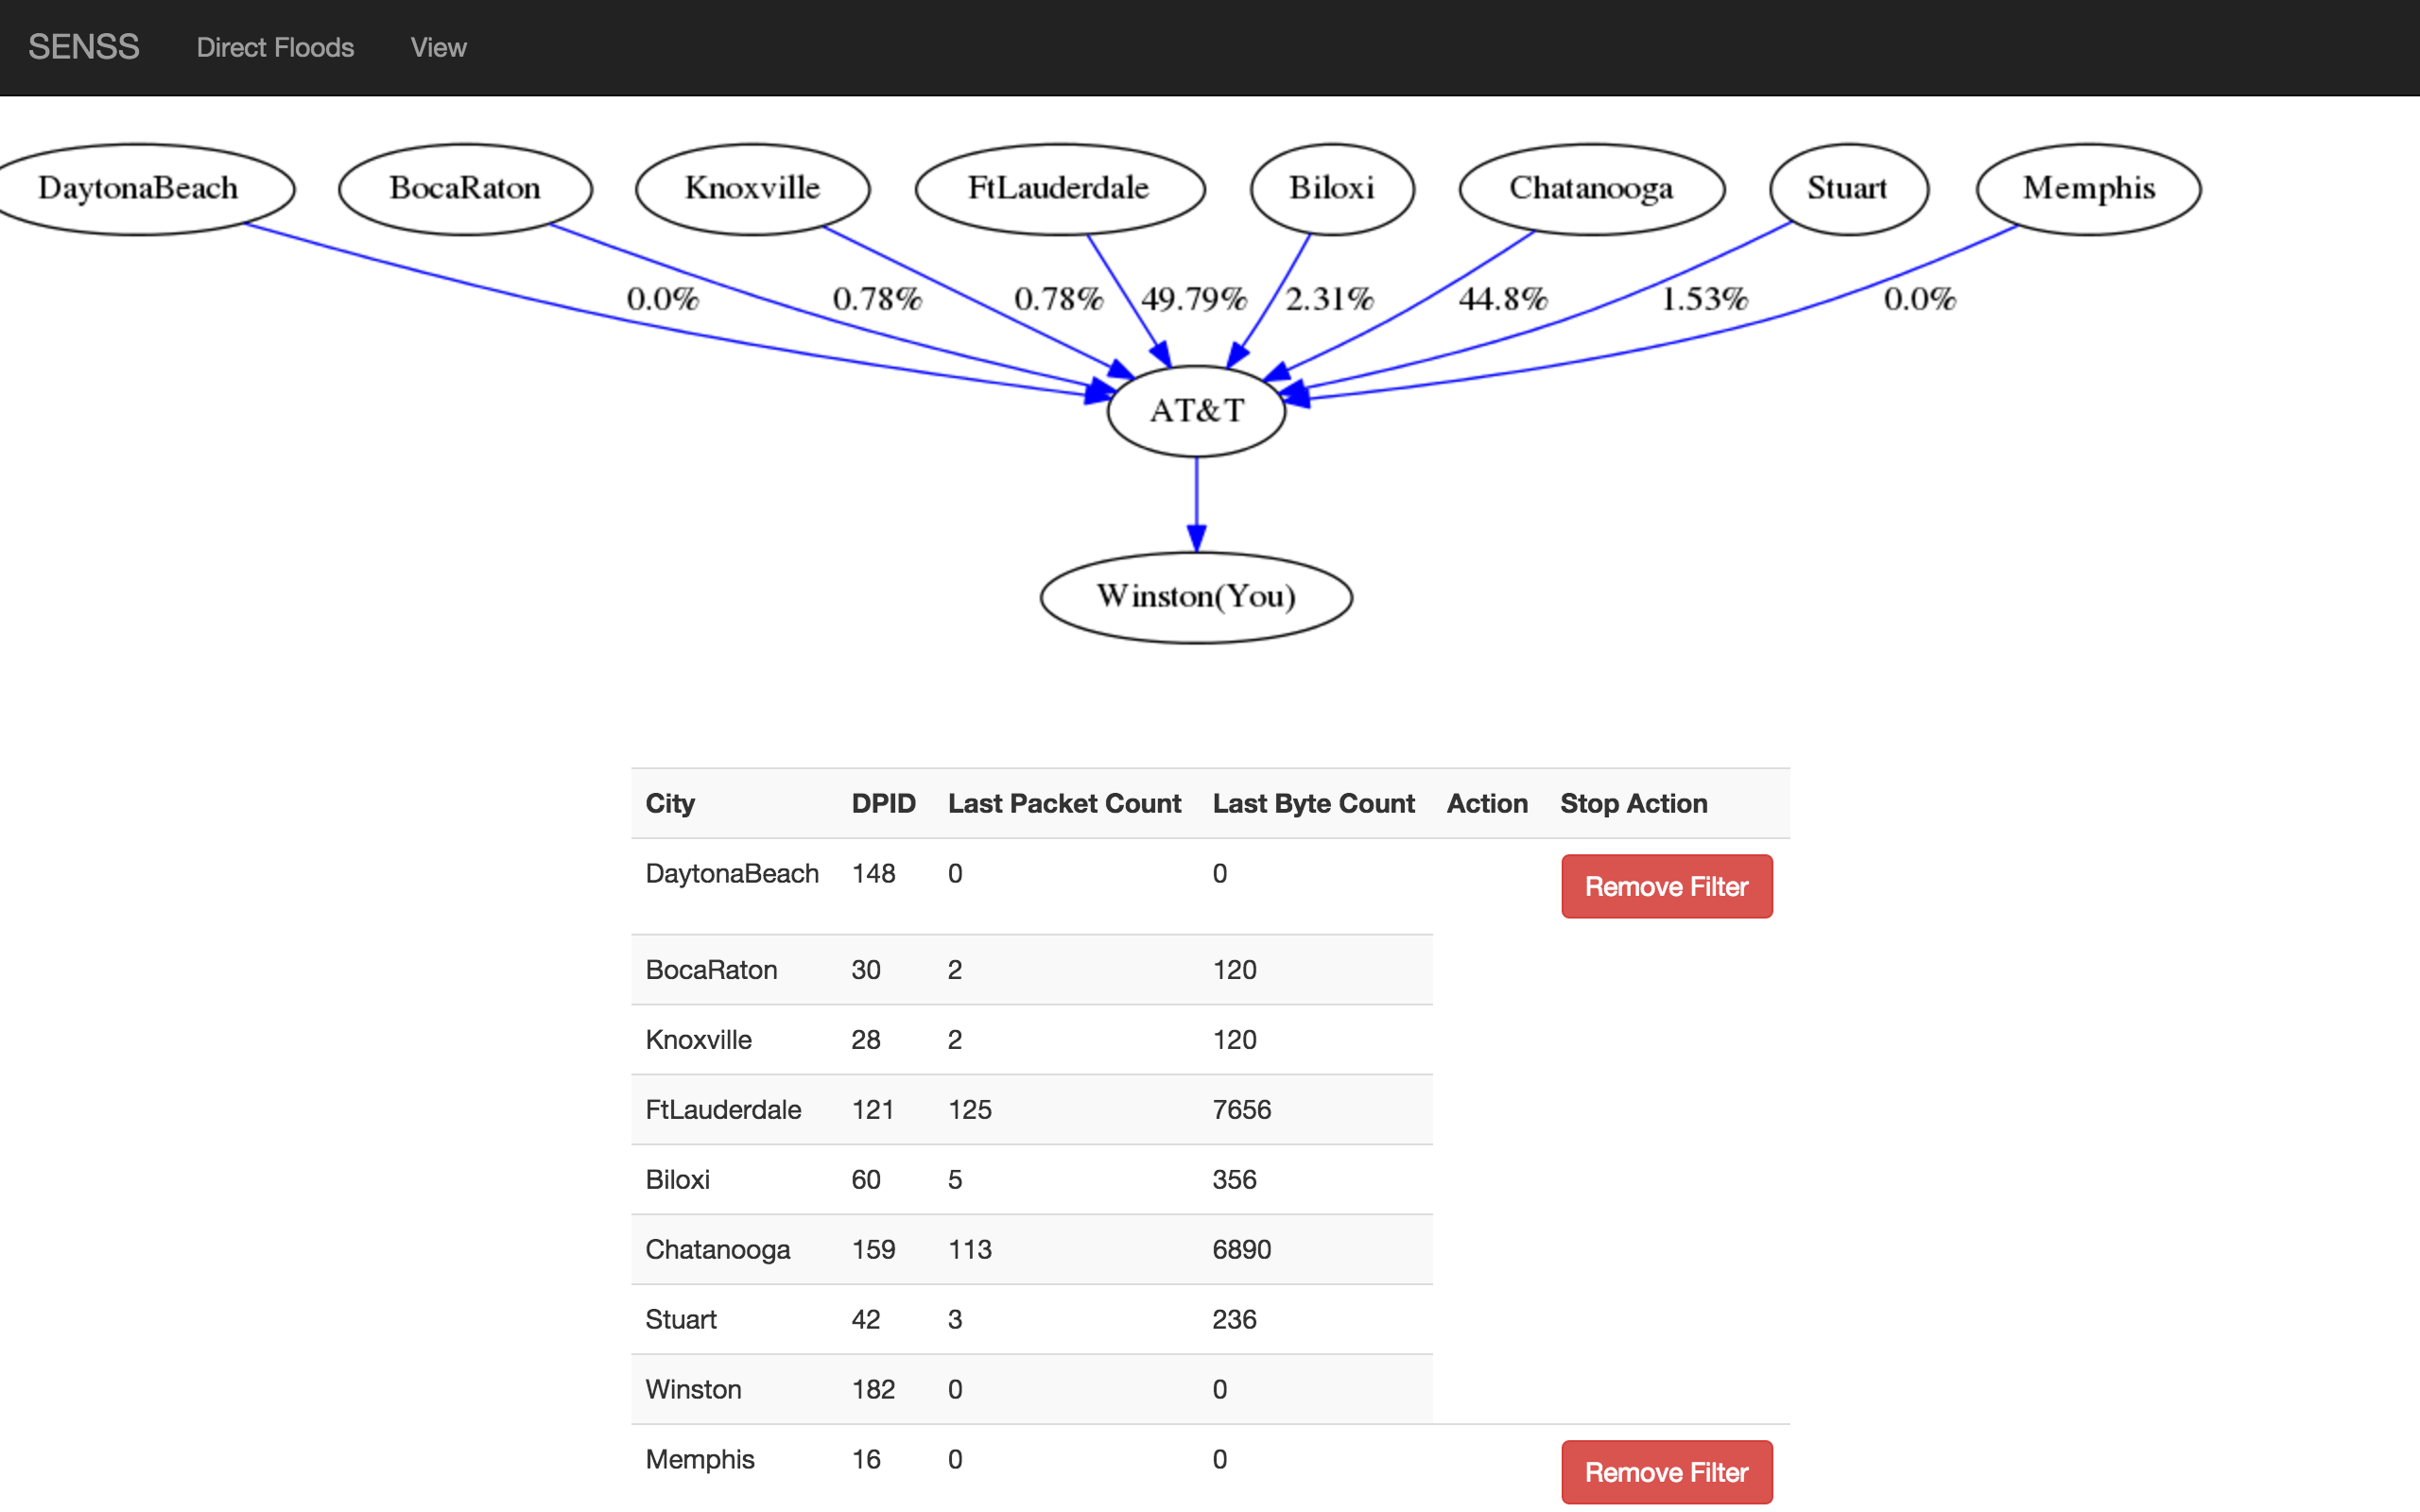 SENSS Direct Floods View
DaytonaBeach BocaRaton Knoxville FtLauderdale Biloxi Chatanooga Stuart Memphis
0.0% 0.78% 0.78% 49.79% 2.31% 44.8% 1.53% 0.0%
AT&T
Winston(You)
City DPID Last Packet Count Last Byte Count Action Stop Action
DaytonaBeach 148 0 0 Remove Filter
BocaRaton 30 2 120
Knoxville 28 2 120
FtLauderdale 121 125 7656
Biloxi 60 5 356
Chatanooga 159 113 6890
Stuart 42 3 236
Winston 182 0 0
Memphis 16 0 0 Remove Filter